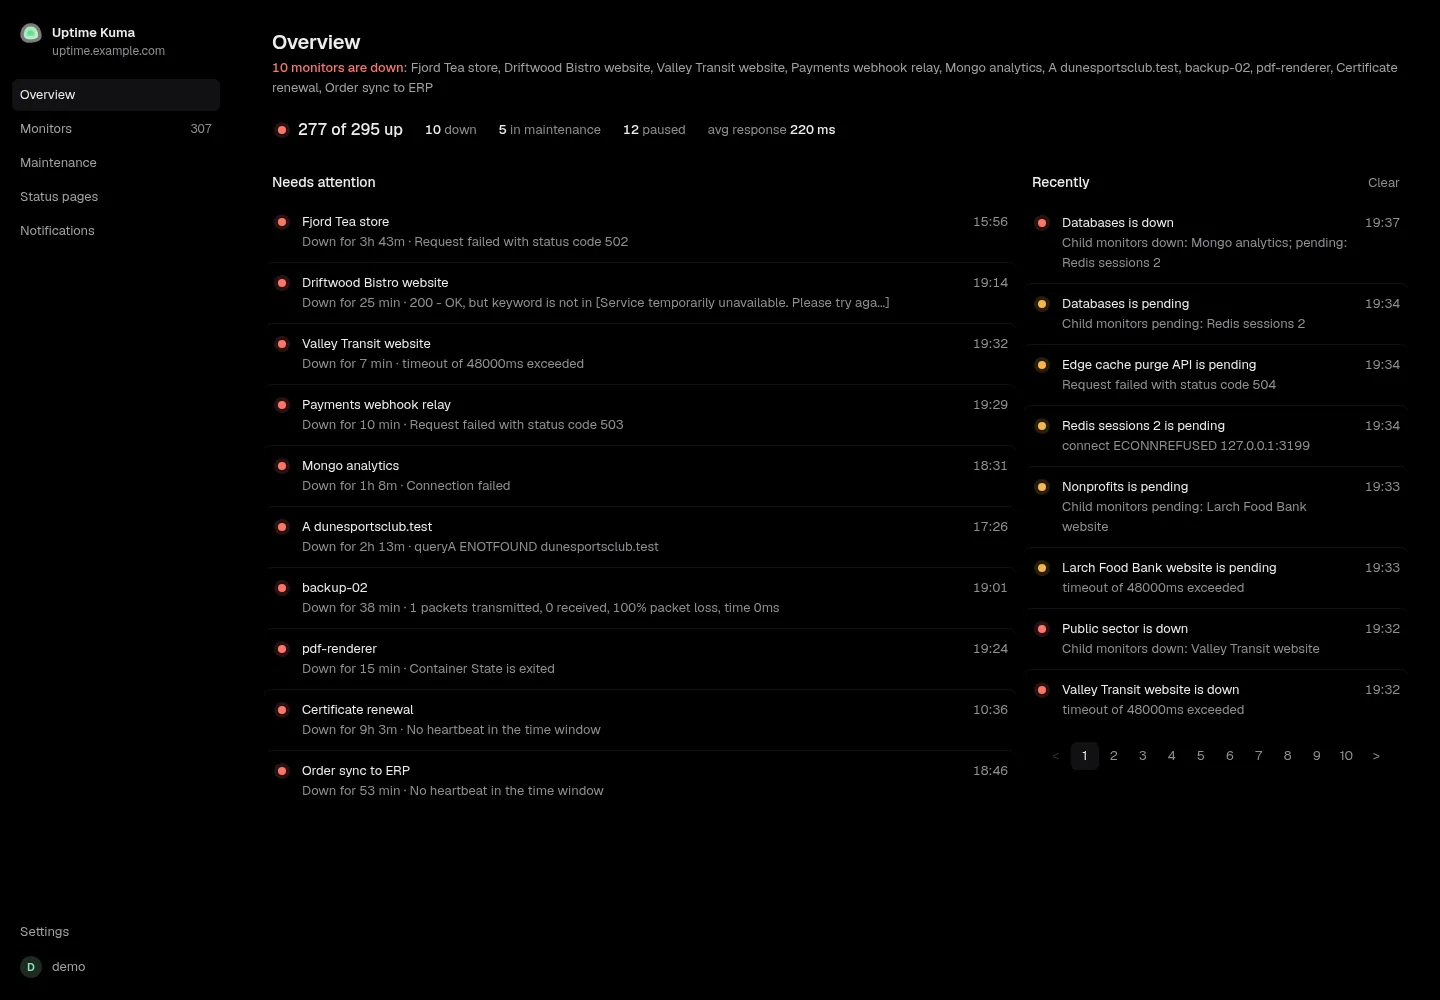 Uptime Kuma
uptime.example.com
Overview
Monitors 307
Maintenance
Status pages
Notifications
Settings
D demo
Overview
10 monitors are down: Fjord Tea store, Driftwood Bistro website, Valley Transit website, Payments webhook relay, Mongo analytics, A dunesportsclub.test, backup-02, pdf-renderer, Certificate
renewal, Order sync to ERP
277 of 295 up 10 down 5 in maintenance 12 paused avg response 220 ms
Needs attention
Fjord Tea store 15:56
Down for 3h 43m · Request failed with status code 502
Driftwood Bistro website 19:14
Down for 25 min · 200 - OK, but keyword is not in [Service temporarily unavailable. Please try aga...]
Valley Transit website 19:32
Down for 7 min · timeout of 48000ms exceeded
Payments webhook relay 19:29
Down for 10 min · Request failed with status code 503
Mongo analytics 18:31
Down for 1h 8m · Connection failed
A dunesportsclub.test 17:26
Down for 2h 13m · queryA ENOTFOUND dunesportsclub.test
backup-02 19:01
Down for 38 min · 1 packets transmitted, 0 received, 100% packet loss, time 0ms
pdf-renderer 19:24
Down for 15 min · Container State is exited
Certificate renewal 10:36
Down for 9h 3m · No heartbeat in the time window
Order sync to ERP 18:46
Down for 53 min · No heartbeat in the time window
Recently Clear
Databases is down 19:37
Child monitors down: Mongo analytics; pending:
Redis sessions 2
Databases is pending 19:34
Child monitors pending: Redis sessions 2
Edge cache purge API is pending 19:34
Request failed with status code 504
Redis sessions 2 is pending 19:34
connect ECONNREFUSED 127.0.0.1:3199
Nonprofits is pending 19:33
Child monitors pending: Larch Food Bank
website
Larch Food Bank website is pending 19:33
timeout of 48000ms exceeded
Public sector is down 19:32
Child monitors down: Valley Transit website
Valley Transit website is down 19:32
timeout of 48000ms exceeded
< 1 2 3 4 5 6 7 8 9 10 >